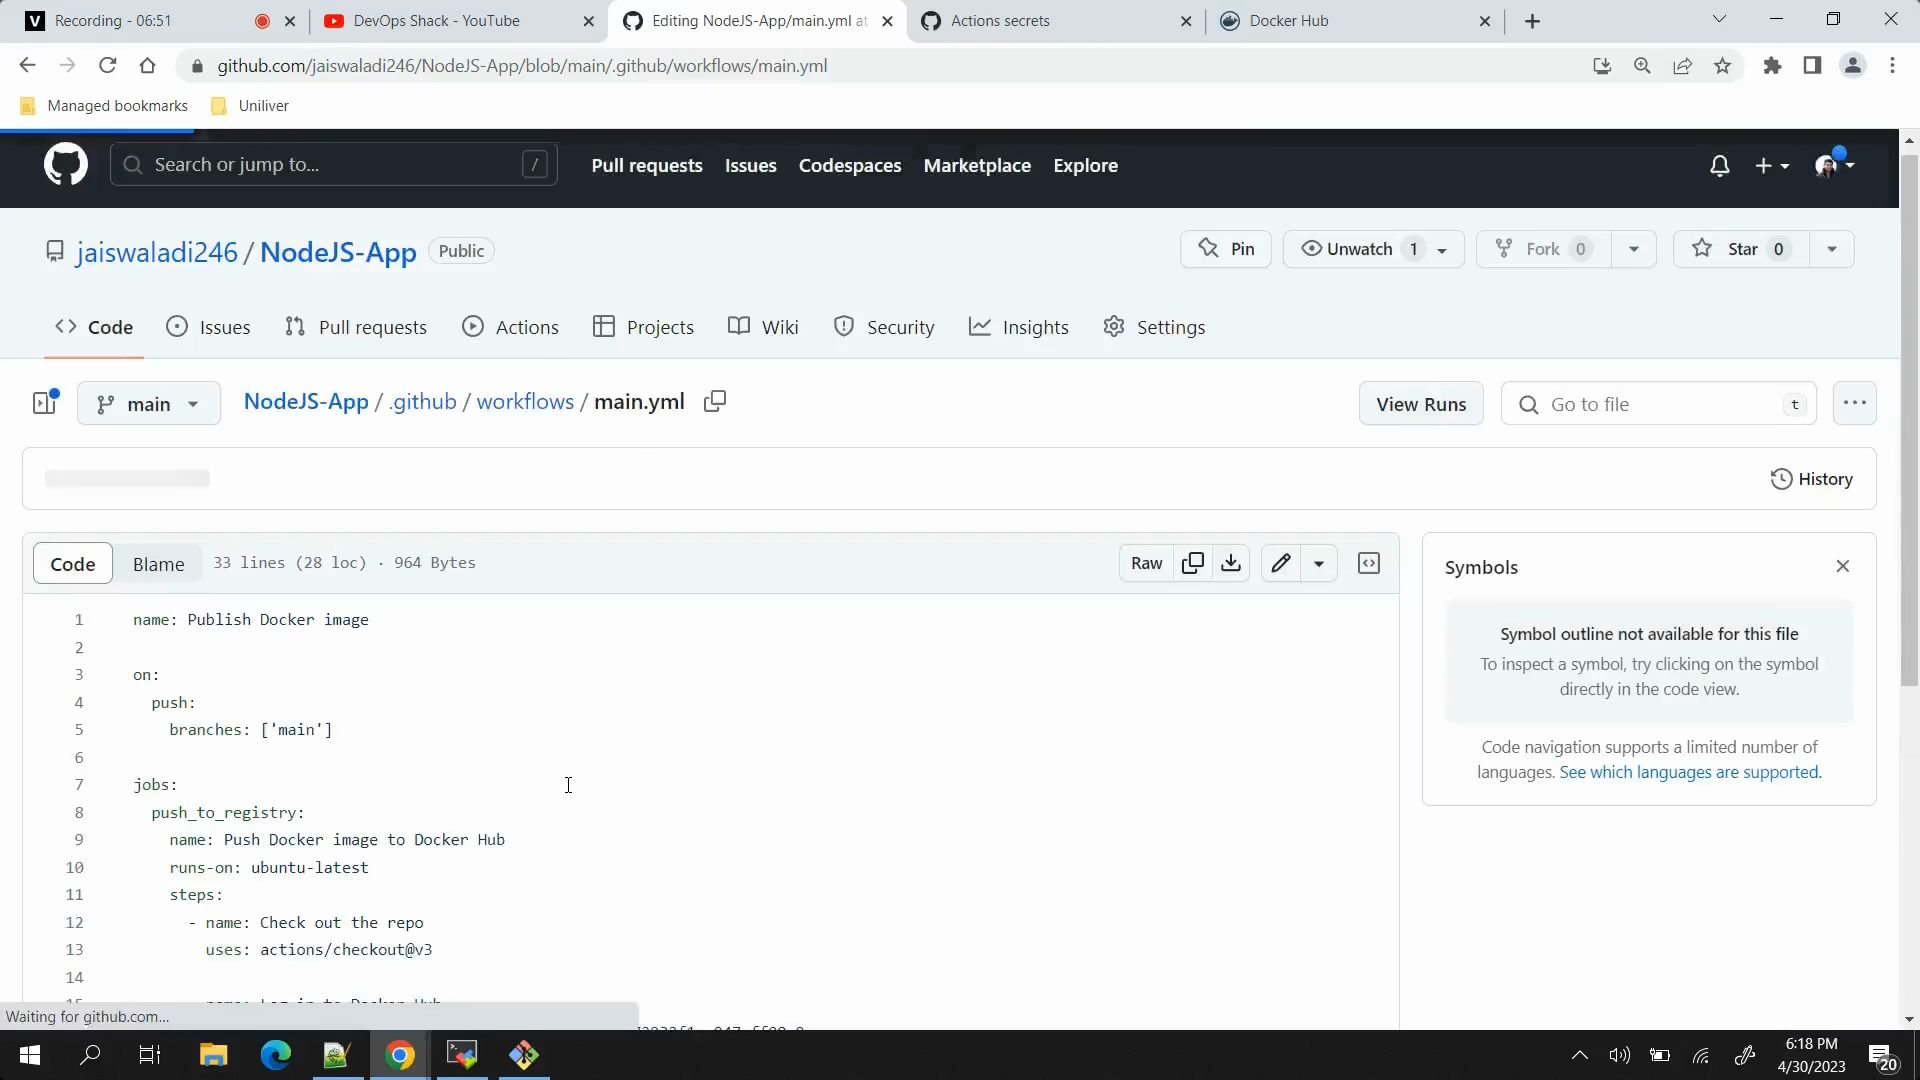 Recording - 06:51
DevOps Shack - YouTube
Editing NodeJS-App/main.yml at
Actions secrets
Docker Hub
github.com/jaiswaladi246/NodeJS-App/blob/main/.github/workflows/main.yml
Managed bookmarks
Uniliver
Search or jump to...
/
Pull requests
Issues
Codespaces
Marketplace
Explore
jaiswaladi246 / NodeJS-App
Public
Pin
Unwatch 1
Fork 0
Star 0
Code
Issues
Pull requests
Actions
Projects
Wiki
Security
Insights
Settings
main
NodeJS-App / .github / workflows / main.yml
View Runs
Go to file
t
History
Code
Blame
33 lines (28 loc) · 964 Bytes
Raw
Symbols
Symbol outline not available for this file
To inspect a symbol, try clicking on the symbol
directly in the code view.
Code navigation supports a limited number of
languages. See which languages are supported.
1 name: Publish Docker image
2
3 on:
4 push:
5 branches: ['main']
6
7 jobs:
8 push_to_registry:
9 name: Push Docker image to Docker Hub
10 runs-on: ubuntu-latest
11 steps:
12 - name: Check out the repo
13 uses: actions/checkout@v3
14
15 - name: Log in to Docker Hub
Waiting for github.com...
6:18 PM
4/30/2023
20